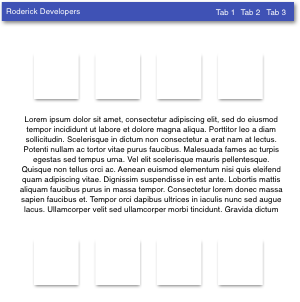 Roderick Developers
Tab 1 Tab 2 Tab 3
Lorem ipsum dolor sit amet, consectetur adipiscing elit, sed do eiusmod
tempor incididunt ut labore et dolore magna aliqua. Porttitor leo a diam
sollicitudin. Scelerisque in dictum non consectetur a erat nam at lectus.
Potenti nullam ac tortor vitae purus faucibus. Malesuada fames ac turpis
egestas sed tempus urna. Vel elit scelerisque mauris pellentesque.
Quisque non tellus orci ac. Aenean euismod elementum nisi quis eleifend
quam adipiscing vitae. Dignissim suspendisse in est ante. Lobortis mattis
aliquam faucibus purus in massa tempor. Consectetur lorem donec massa
sapien faucibus et. Tempor orci dapibus ultrices in iaculis nunc sed augue
lacus. Ullamcorper velit sed ullamcorper morbi tincidunt. Gravida dictum